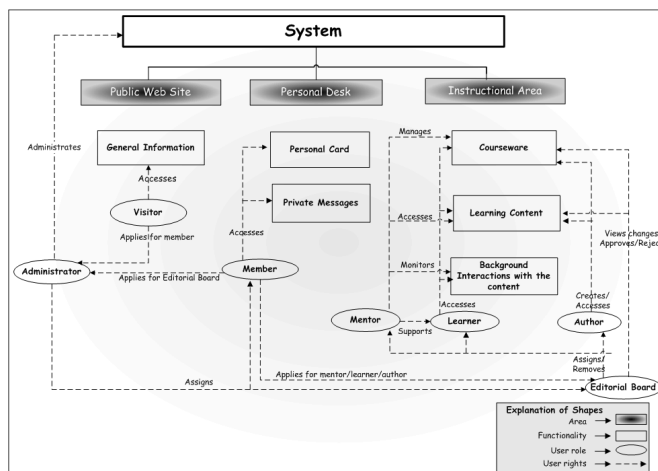 System
Public Web Site
Personal Desk
Instructional Area
Administrates
General Information
Accesses
Visitor
Applies for member
Administrator
Applies for Editorial Board
Member
Accesses
Personal Card
Private Messages
Manages
Courseware
Accesses
Learning Content
Views changes
Approves/Rejec
Monitors
Background
Interactions with the
content
Accesses
Mentor
Supports
Learner
Creates/
Accesses
Author
Assigns
Applies for mentor/learner/author
Assigns/
Removes
Editorial Board
Explanation of Shapes
Area
Functionality
User role
User rights